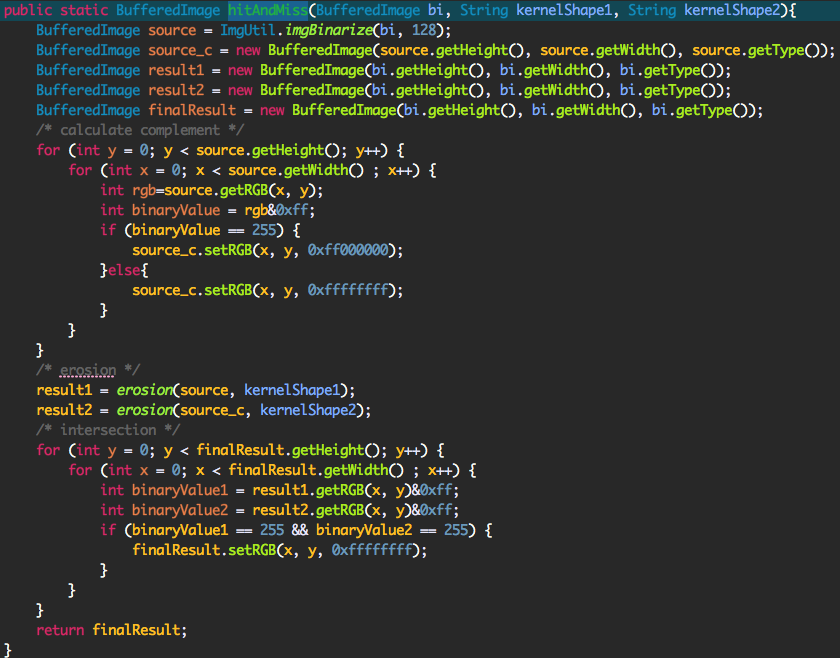 public static BufferedImage hitAndMiss(BufferedImage bi, String kernelShape1, String kernelShape2){
    BufferedImage source = ImgUtil.imgBinarize(bi, 128);
    BufferedImage source_c = new BufferedImage(source.getHeight(), source.getWidth(), source.getType());
    BufferedImage result1 = new BufferedImage(bi.getHeight(), bi.getWidth(), bi.getType());
    BufferedImage result2 = new BufferedImage(bi.getHeight(), bi.getWidth(), bi.getType());
    BufferedImage finalResult = new BufferedImage(bi.getHeight(), bi.getWidth(), bi.getType());
    /* calculate complement */
    for (int y = 0; y < source.getHeight(); y++) {
        for (int x = 0; x < source.getWidth() ; x++) {
            int rgb=source.getRGB(x, y);
            int binaryValue = rgb&0xff;
            if (binaryValue == 255) {
                source_c.setRGB(x, y, 0xff000000);
            }else{
                source_c.setRGB(x, y, 0xffffffff);
            }
        }
    }
    /* erosion */
    result1 = erosion(source, kernelShape1);
    result2 = erosion(source_c, kernelShape2);
    /* intersection */
    for (int y = 0; y < finalResult.getHeight(); y++) {
        for (int x = 0; x < finalResult.getWidth() ; x++) {
            int binaryValue1 = result1.getRGB(x, y)&0xff;
            int binaryValue2 = result2.getRGB(x, y)&0xff;
            if (binaryValue1 == 255 && binaryValue2 == 255) {
                finalResult.setRGB(x, y, 0xffffffff);
            }
        }
    }
    return finalResult;
}